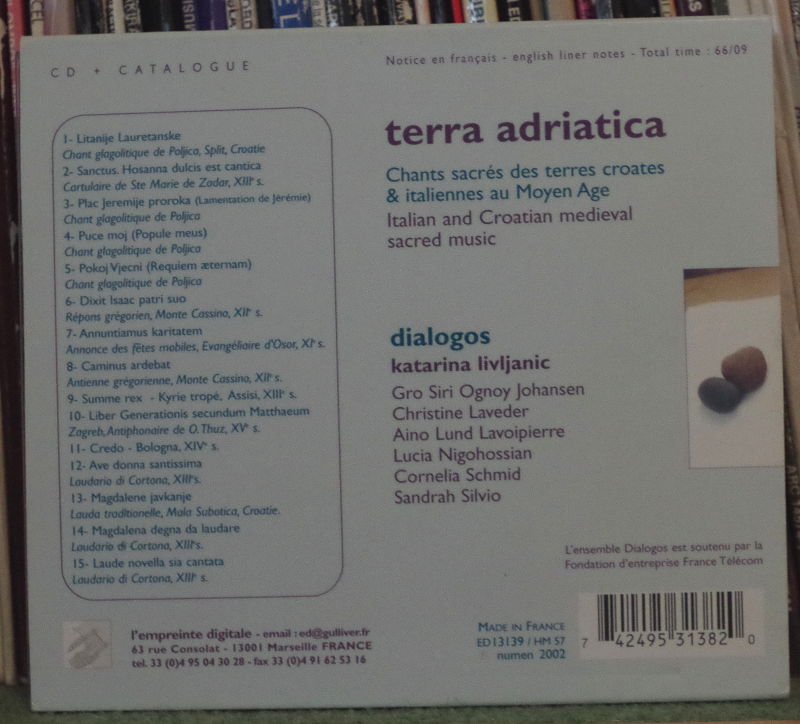 CD + CATALOGUE
Notice en français - english liner notes - Total time : 66/09
1- Litanije Lauretanske
Chant glagolitique de Poljica, Split, Croatie
2- Sanctus. Hosanna dulcis est cantica
Cartulaire de Ste Marie de Zadar, XIIIᵉ s.
3- Plac Jeremije proroka (Lamentation de Jérémie)
Chant glagolitique de Poljica
4- Puce moj (Popule meus)
Chant glagolitique de Poljica
5- Pokoj Vjecni (Requiem æternam)
Chant glagolitique de Poljica
6- Dixit Isaac patri suo
Répons grégorien, Monte Cassino, XIIᵉ s.
7- Annuntiamus karitatem
Annonce des fêtes mobiles, Evangéliaire d'Osor, XIᵉ s.
8- Caminus ardebat
Antienne grégorienne, Monte Cassino, XIIᵉ s.
9- Summe rex - Kyrie tropé, Assisi, XIIIᵉ s.
10- Liber Generationis secundum Matthaeum
Zagreb, Antiphonaire de O. Thuz, XVᵉ s.
11- Credo - Bologna, XIVᵉ s.
12- Ave donna santissima
Laudario di Cortona, XIIIᵉs.
13- Magdalene javkanje
Lauda traditionelle, Mala Subotica, Croatie.
14- Magdalena degna da laudare
Laudario di Cortona, XIIIᵉs.
15- Laude novella sia cantata
Laudario di Cortona, XIIIᵉ s.
terra adriatica
Chants sacrés des terres croates
& italiennes au Moyen Age
Italian and Croatian medieval
sacred music
dialogos
katarina livljanic
Gro Siri Ognoy Johansen
Christine Laveder
Aino Lund Lavoipierre
Lucia Nigohossian
Cornelia Schmid
Sandrah Silvio
L'ensemble Dialogos est soutenu par la
Fondation d'entreprise France Télécom
l'empreinte digitale - email : ed@gulliver.fr
63 rue Consolat - 13001 Marseille FRANCE
tel. 33 (0)4 95 04 30 28 - fax 33 (0)4 91 62 53 16
MADE IN FRANCE
ED13139 / HM 57
numen 2002
7 42495 31382 0